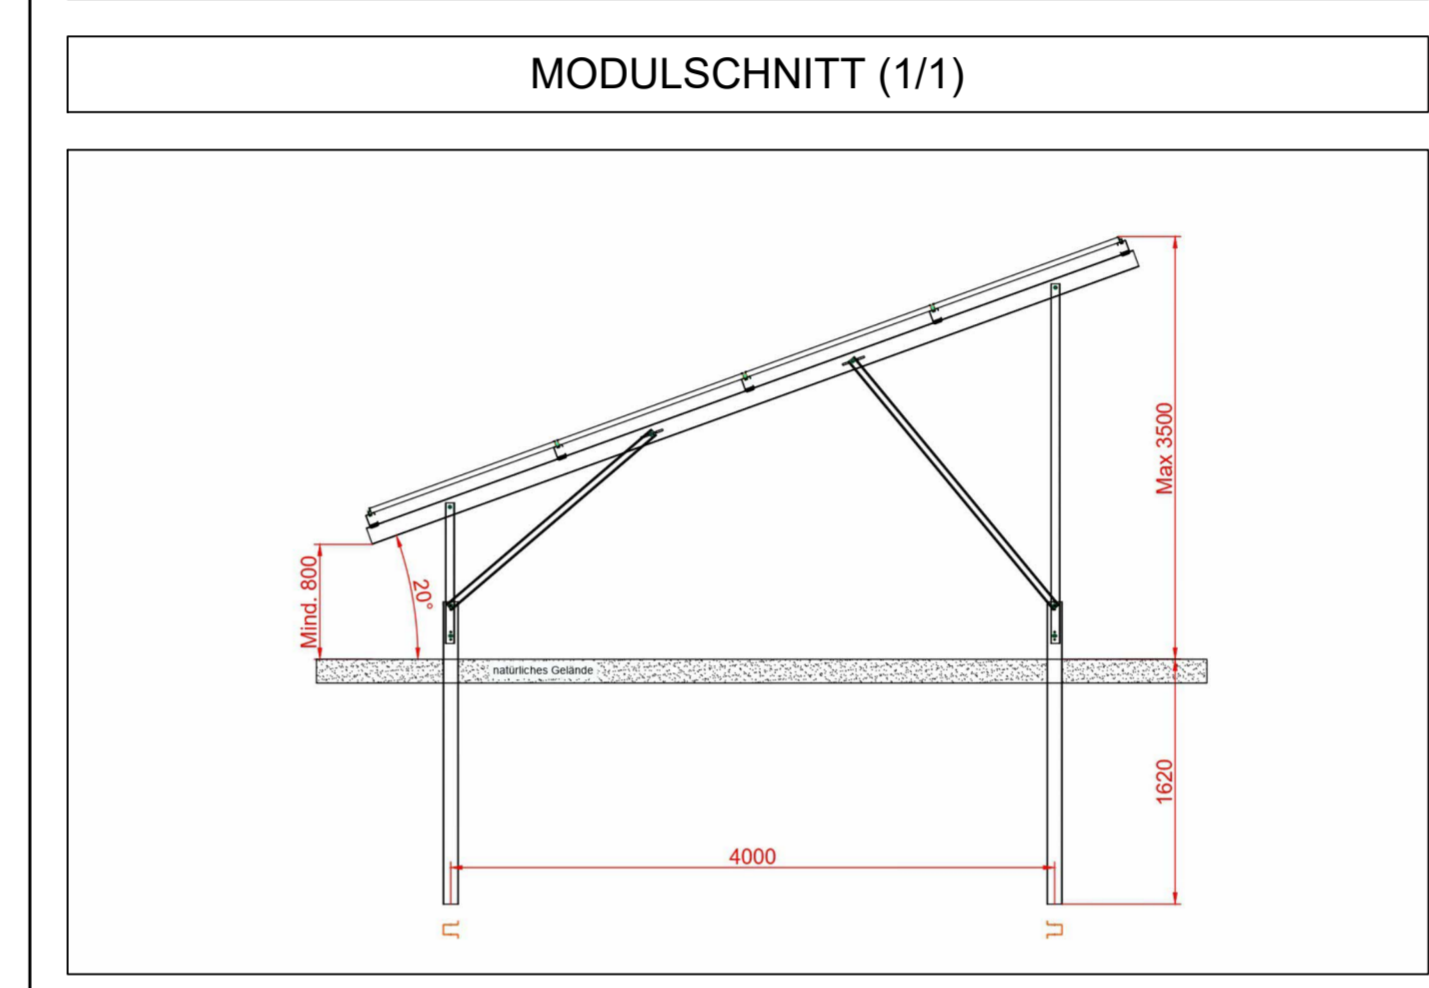 MODULSCHNITT (1/1)
Max 3500
Mind. 800
20°
natürliches Gelände
1620
4000